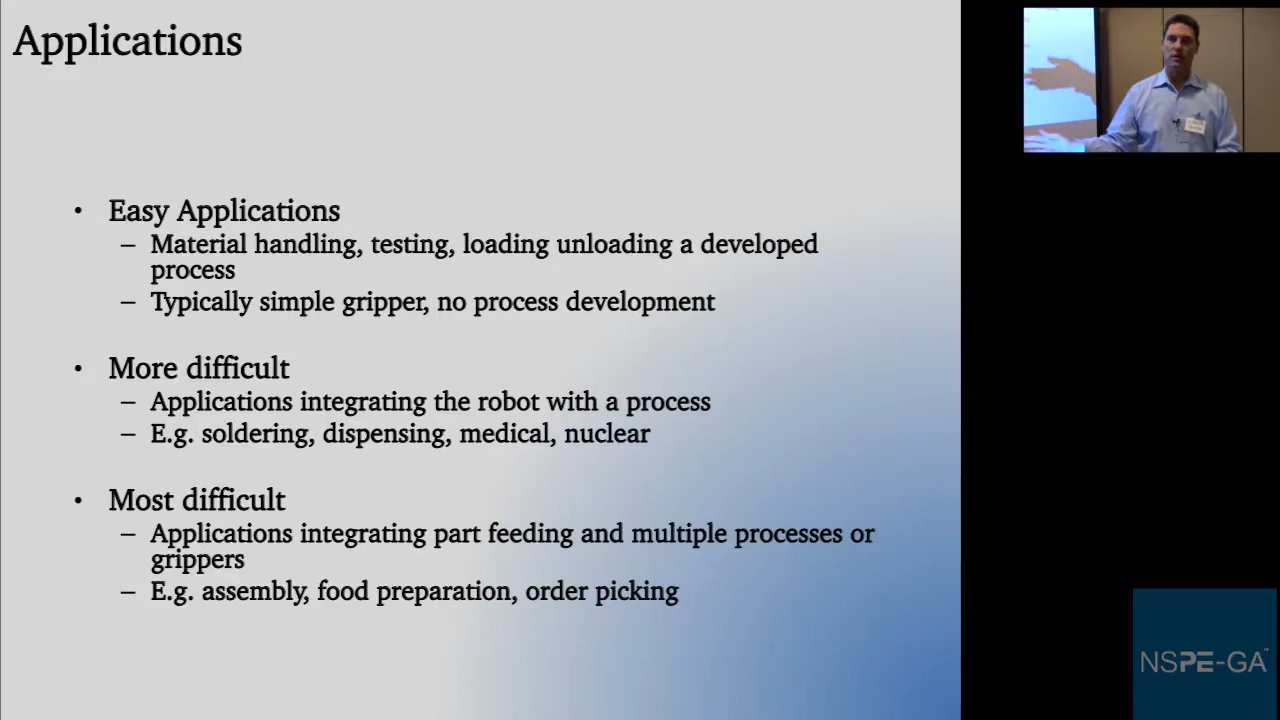 Applications
• Easy Applications
– Material handling, testing, loading unloading a developed
process
– Typically simple gripper, no process development
• More difficult
– Applications integrating the robot with a process
– E.g. soldering, dispensing, medical, nuclear
• Most difficult
– Applications integrating part feeding and multiple processes or
grippers
– E.g. assembly, food preparation, order picking
NSPE-GA™